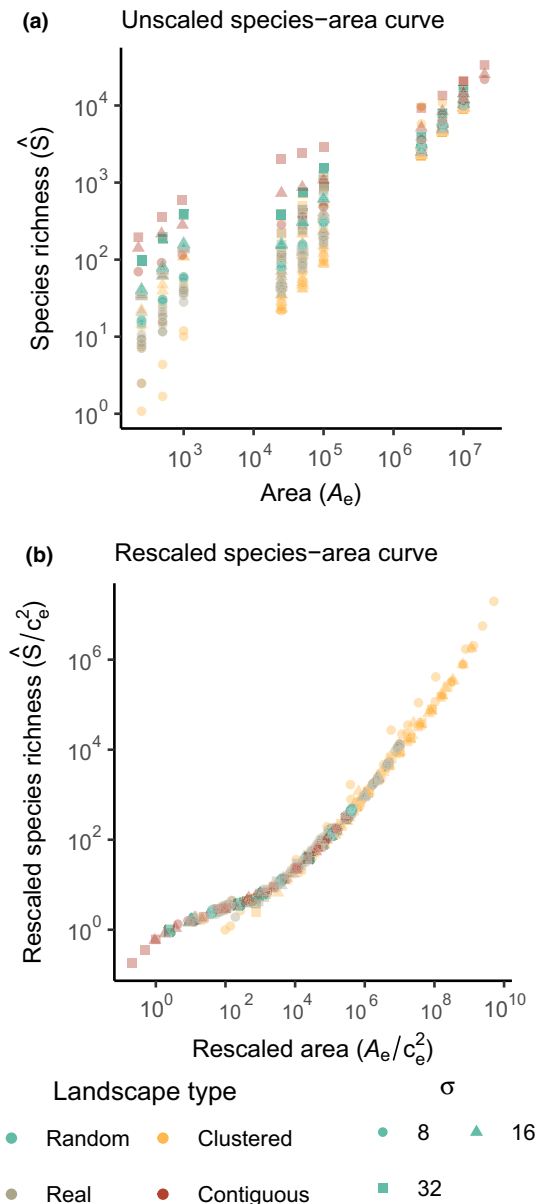 (a) Unscaled species−area curve
Species richness (Ŝ)
10⁴
10³
10²
10¹
10⁰
10³ 10⁴ 10⁵ 10⁶ 10⁷
Area (Aₑ)
(b) Rescaled species−area curve
Rescaled species richness (Ŝ/cₑ²)
10⁶
10⁴
10²
10⁰
10⁰ 10² 10⁴ 10⁶ 10⁸ 10¹⁰
Rescaled area (Aₑ/cₑ²)
Landscape type σ
Random Clustered 8 16
Real Contiguous 32